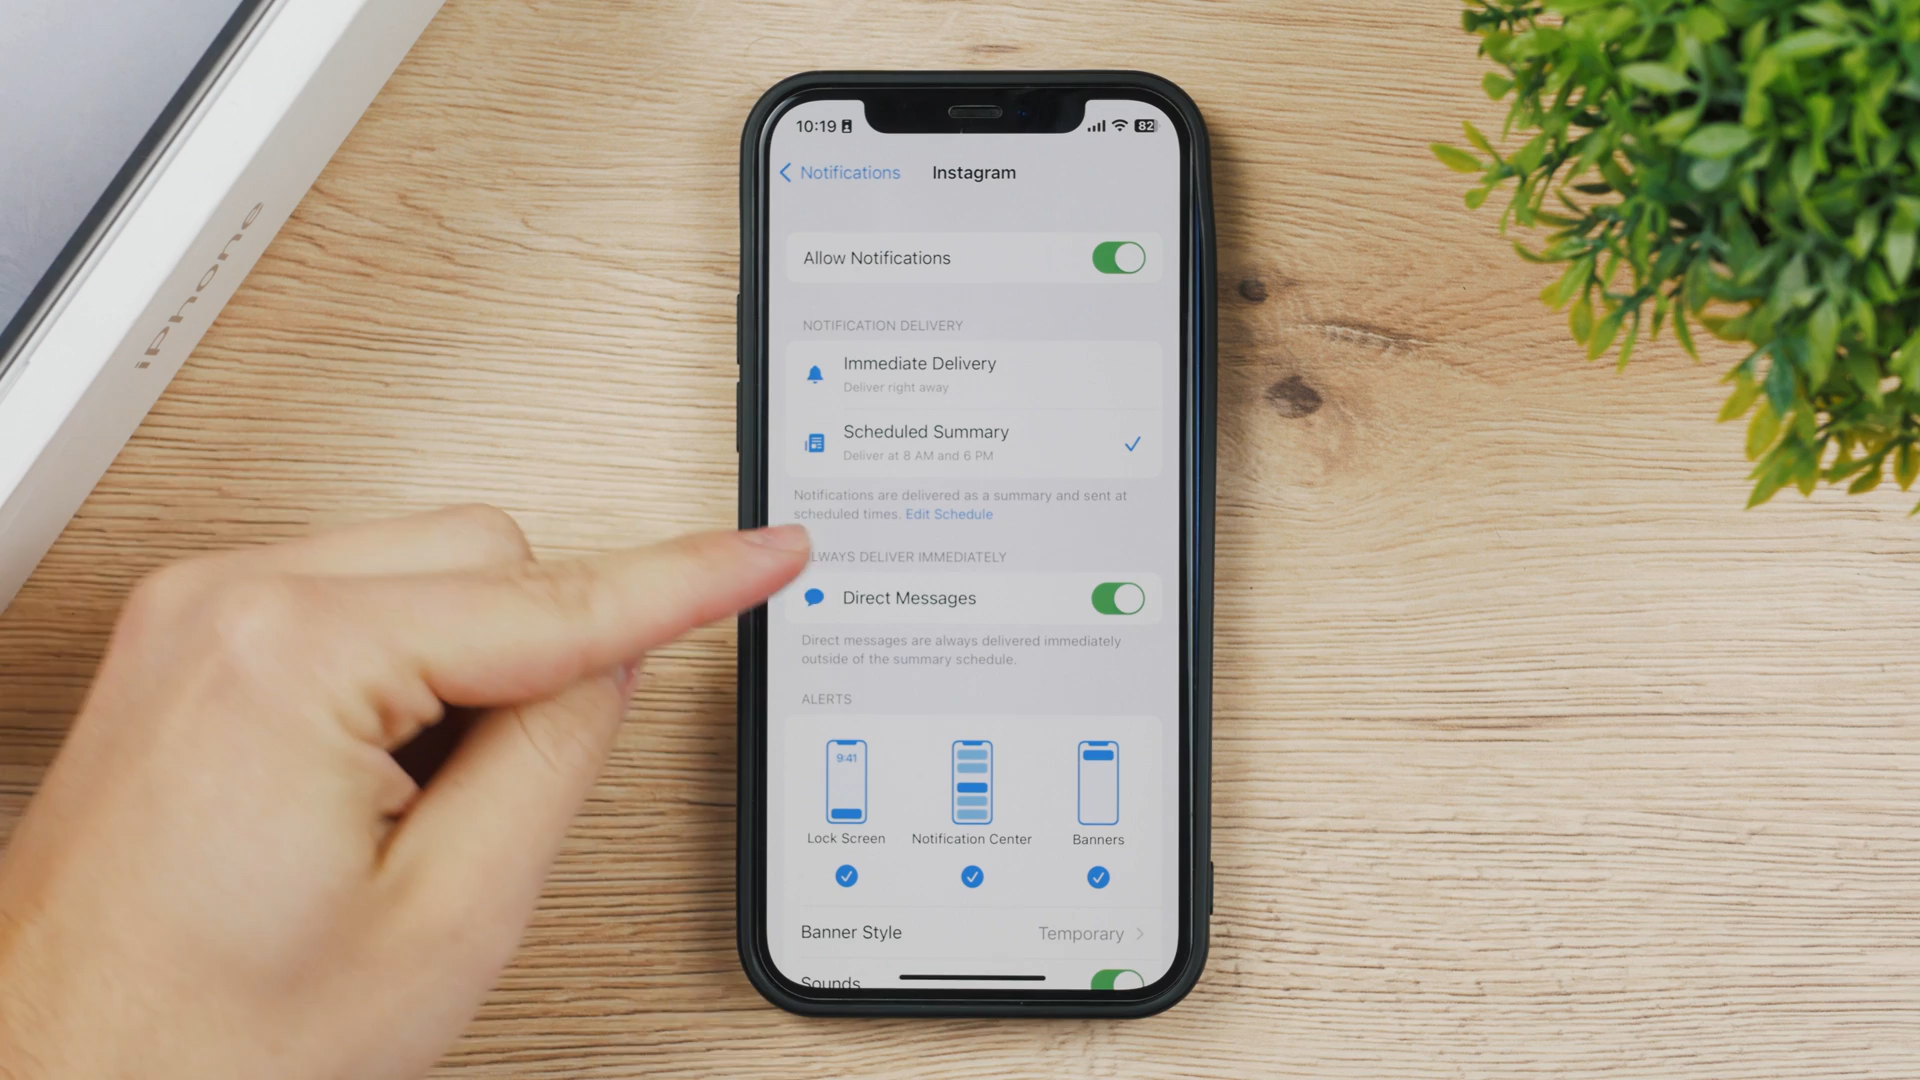 iPhone
10:19
82
Notifications
Instagram
Allow Notifications
NOTIFICATION DELIVERY
Immediate Delivery
Deliver right away
Scheduled Summary
Deliver at 8 AM and 6 PM
Notifications are delivered as a summary and sent at
scheduled times. Edit Schedule
LWAYS DELIVER IMMEDIATELY
Direct Messages
Direct messages are always delivered immediately
outside of the summary schedule.
ALERTS
9:41
Lock Screen
Notification Center
Banners
Banner Style
Temporary
Sounds